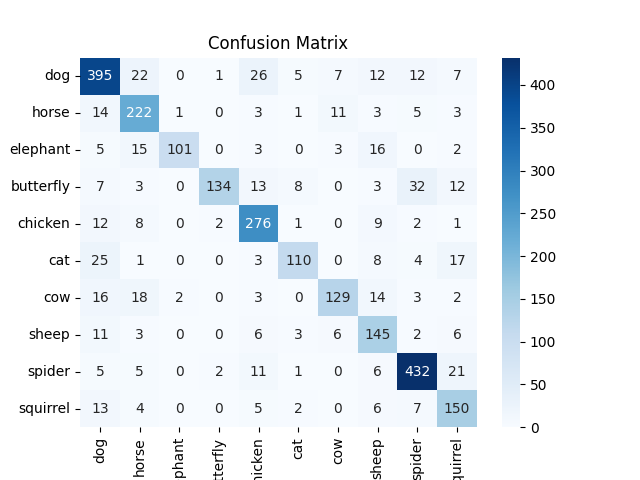 Confusion Matrix
dog 395 22 0 1 26 5 7 12 12 7
horse 14 222 1 0 3 1 11 3 5 3
elephant 5 15 101 0 3 0 3 16 0 2
butterfly 7 3 0 134 13 8 0 3 32 12
chicken 12 8 0 2 276 1 0 9 2 1
cat 25 1 0 0 3 110 0 8 4 17
cow 16 18 2 0 3 0 129 14 3 2
sheep 11 3 0 0 6 3 6 145 2 6
spider 5 5 0 2 11 1 0 6 432 21
squirrel 13 4 0 0 5 2 0 6 7 150
dog
horse
phant
tterfly
hicken
cat
cow
sheep
spider
quirrel
400
350
300
250
200
150
100
50
0